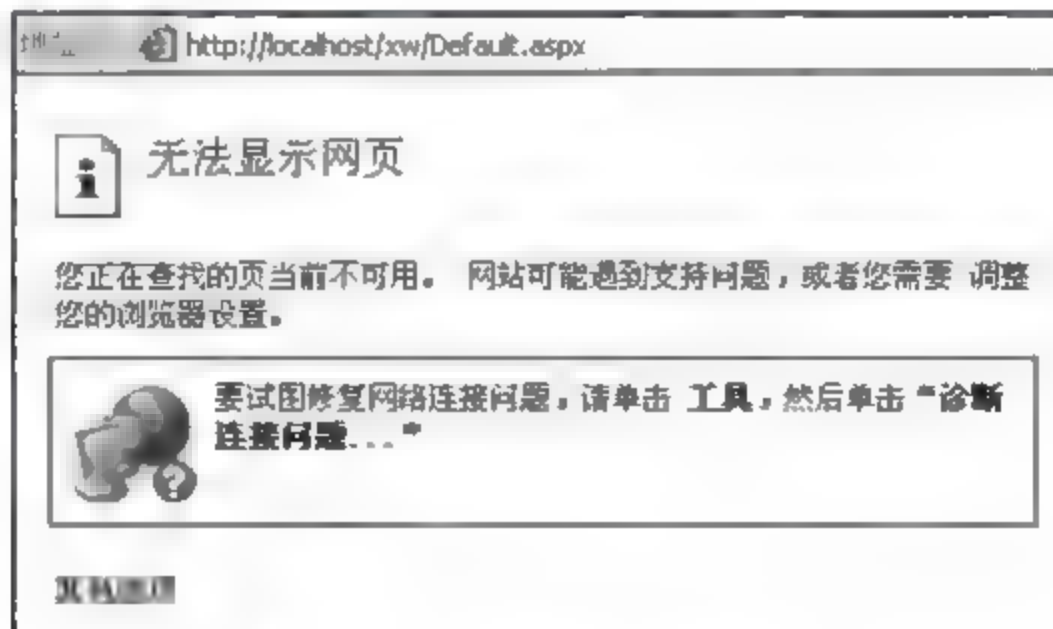 http://localhost/xw/Default.aspx
无法显示网页
您正在查找的页当前不可用。 网站可能遇到支持问题，或者您需要 调整
您的浏览器设置。
要试图修复网络连接问题，请单击 工具，然后单击“诊断
连接问题...”